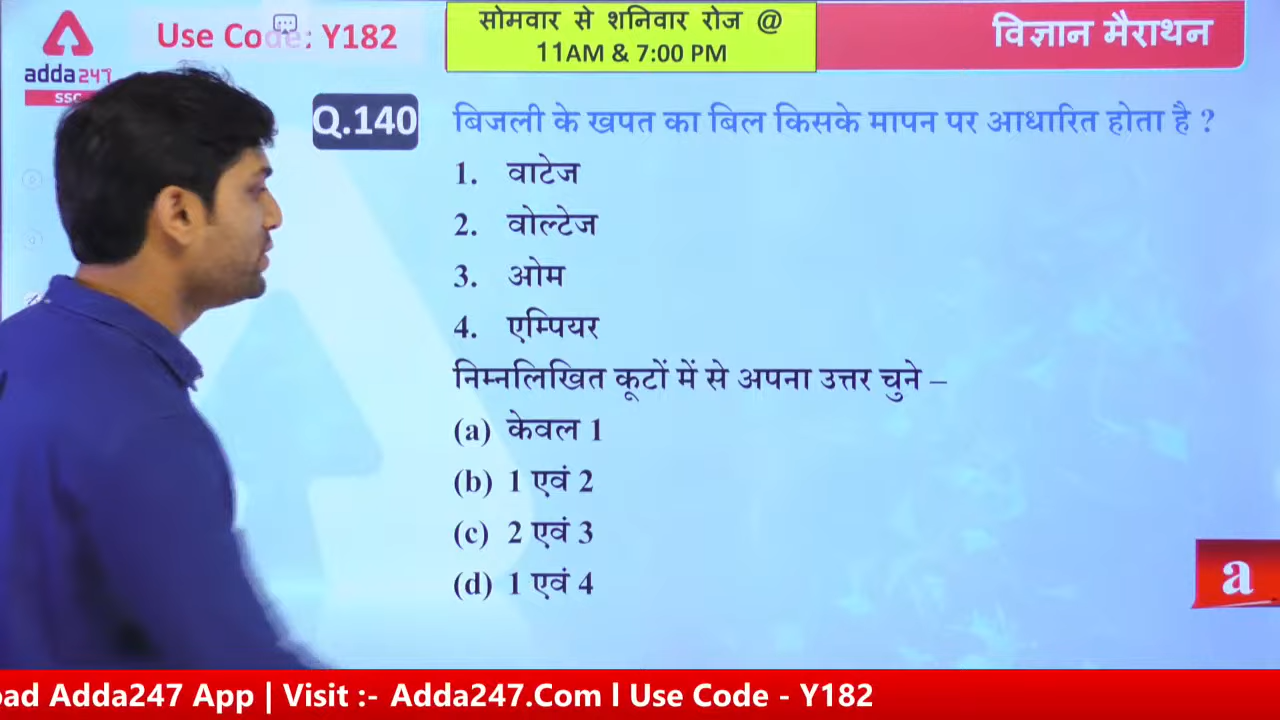 adda247
SSC
Use Code: Y182
सोमवार से शनिवार रोज @
11AM & 7:00 PM
विज्ञान मैराथन
Q.140 बिजली के खपत का बिल किसके मापन पर आधारित होता है ?
1. वाटेज
2. वोल्टेज
3. ओम
4. एम्पियर
निम्नलिखित कूटों में से अपना उत्तर चुने –
(a) केवल 1
(b) 1 एवं 2
(c) 2 एवं 3
(d) 1 एवं 4
a
oad Adda247 App | Visit :- Adda247.Com l Use Code - Y182